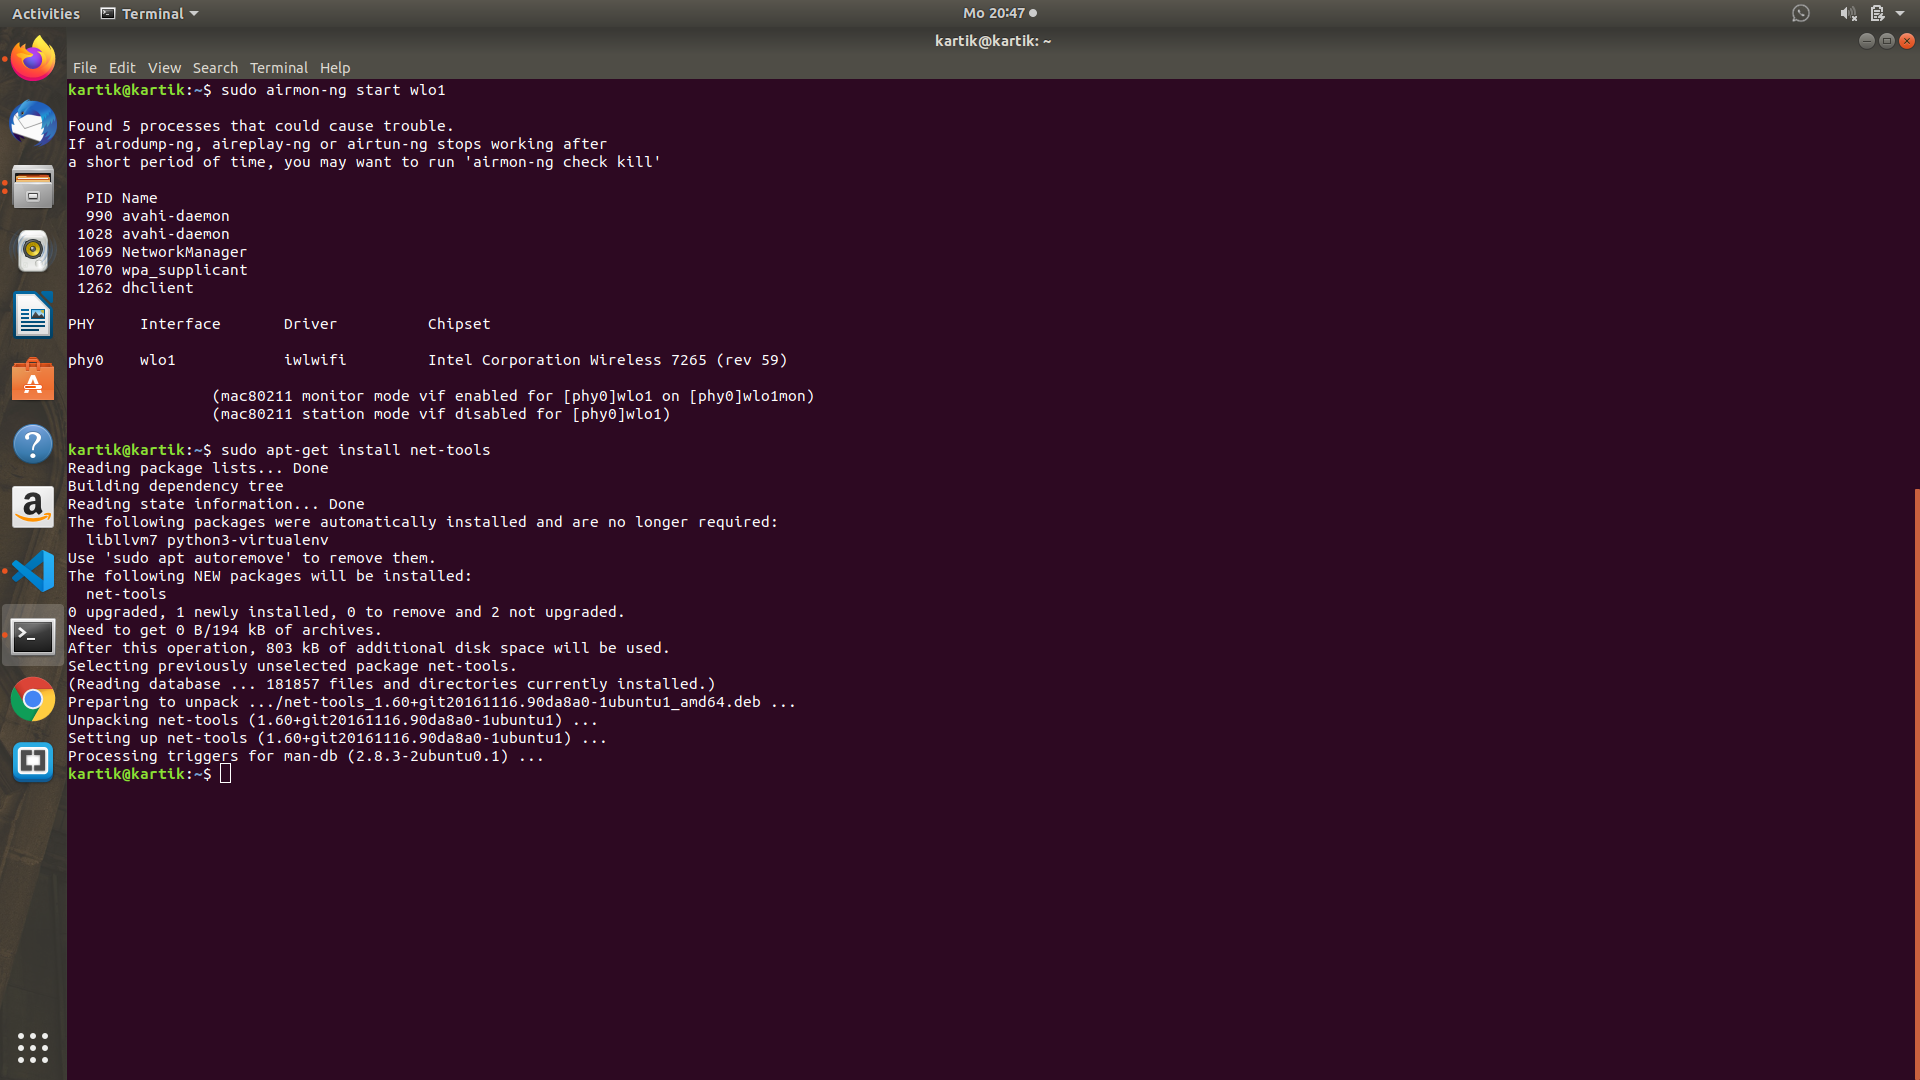 Activities Terminal Mo 20:47
kartik@kartik: ~
File Edit View Search Terminal Help
kartik@kartik:~$ sudo airmon-ng start wlo1
Found 5 processes that could cause trouble.
If airodump-ng, aireplay-ng or airtun-ng stops working after
a short period of time, you may want to run 'airmon-ng check kill'
PID Name
990 avahi-daemon
1028 avahi-daemon
1069 NetworkManager
1070 wpa_supplicant
1262 dhclient
PHY Interface Driver Chipset
phy0 wlo1 iwlwifi Intel Corporation Wireless 7265 (rev 59)
(mac80211 monitor mode vif enabled for [phy0]wlo1 on [phy0]wlo1mon)
(mac80211 station mode vif disabled for [phy0]wlo1)
kartik@kartik:~$ sudo apt-get install net-tools
Reading package lists... Done
Building dependency tree
Reading state information... Done
The following packages were automatically installed and are no longer required:
libllvm7 python3-virtualenv
Use 'sudo apt autoremove' to remove them.
The following NEW packages will be installed:
net-tools
0 upgraded, 1 newly installed, 0 to remove and 2 not upgraded.
Need to get 0 B/194 kB of archives.
After this operation, 803 kB of additional disk space will be used.
Selecting previously unselected package net-tools.
(Reading database ... 181857 files and directories currently installed.)
Preparing to unpack .../net-tools_1.60+git20161116.90da8a0-1ubuntu1_amd64.deb ...
Unpacking net-tools (1.60+git20161116.90da8a0-1ubuntu1) ...
Setting up net-tools (1.60+git20161116.90da8a0-1ubuntu1) ...
Processing triggers for man-db (2.8.3-2ubuntu0.1) ...
kartik@kartik:~$